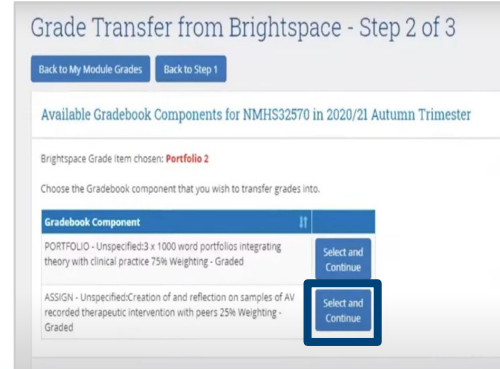 Grade Transfer from Brightspace - Step 2 of 3
Back to My Module Grades
Back to Step 1
Available Gradebook Components for NMHS32570 in 2020/21 Autumn Trimester
Brightspace Grade Item chosen: Portfolio 2
Choose the Gradebook component that you wish to transfer grades into.
Gradebook Component
PORTFOLIO - Unspecified:3 x 1000 word portfolios integrating
theory with clinical practice 75% Weighting - Graded
Select and
Continue
ASSIGN - Unspecified:Creation of and reflection on samples of AV
recorded therapeutic intervention with peers 25% Weighting -
Graded
Select and
Continue